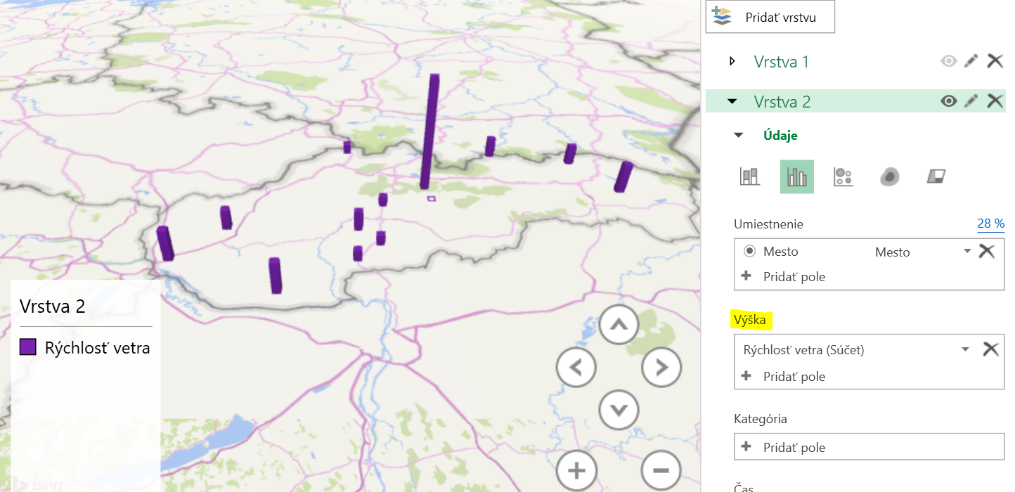 Pridať vrstvu
Vrstva 1
Vrstva 2
Údaje
Umiestnenie 28 %
Mesto Mesto
Pridať pole
Výška
Rýchlosť vetra (Súčet)
Pridať pole
Kategória
Pridať pole
Čas
Vrstva 2
Rýchlosť vetra
bing